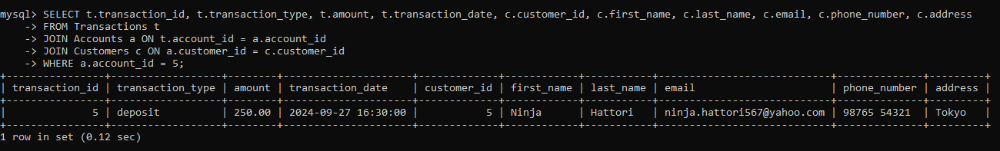 mysql> SELECT t.transaction_id, t.transaction_type, t.amount, t.transaction_date, c.customer_id, c.first_name, c.last_name, c.email, c.phone_number, c.address
    -> FROM Transactions t
    -> JOIN Accounts a ON t.account_id = a.account_id
    -> JOIN Customers c ON a.customer_id = c.customer_id
    -> WHERE a.account_id = 5;
+----------------+------------------+--------+---------------------+-------------+------------+-----------+----------------------------+--------------+---------+
| transaction_id | transaction_type | amount | transaction_date    | customer_id | first_name | last_name | email                      | phone_number | address |
+----------------+------------------+--------+---------------------+-------------+------------+-----------+----------------------------+--------------+---------+
|              5 | deposit          | 250.00 | 2024-09-27 16:30:00 |           5 | Ninja      | Hattori   | ninja.hattori567@yahoo.com | 98765 54321  | Tokyo   |
+----------------+------------------+--------+---------------------+-------------+------------+-----------+----------------------------+--------------+---------+
1 row in set (0.12 sec)